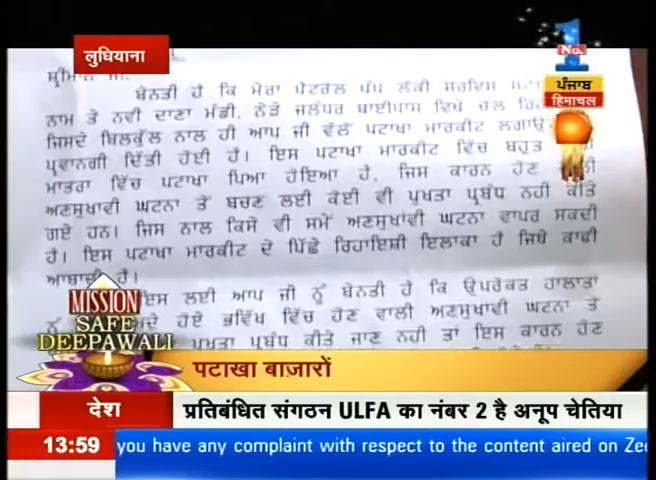 No.1
ਲੁਧਿਆਣਾ
ਪੰਜਾਬ
हिमाचल
ਸ਼੍ਰੀਮਾਨ ਜੀ
ਬੇਨਤੀ ਹੈ ਕਿ ਮੇਰਾ ਪੈਟਰੋਲ ਪੰਪ ਲੱਕੀ ਸਰਵਿਸ
ਨਾਮ ਤੇ ਨਵੀ ਦਾਣਾ ਮੰਡੀ. ਨੇੜੇ ਜਲੰਧਰ ਬਾਈਪਾਸ ਵਿਖੇ ਚਲ
ਜਿਸਦੇ ਬਿਲਕੁੱਲ ਨਾਲ ਹੀ ਆਪ ਜੀ ਵੱਲੋਂ ਪਟਾਖਾ ਮਾਰਕੀਟ
ਪ੍ਰਵਾਨਗੀ ਦਿੱਤੀ ਹੋਈ ਹੈ। ਇਸ ਪਟਾਖਾ ਮਾਰਕੀਟ ਵਿੱਚ ਬਹੁਤ
ਮਾਤਰਾ ਵਿੱਚ ਪਟਾਖਾ ਪਿਆ ਹੋਇਆ ਹੈ. ਜਿਸ ਕਾਰਨ ਹੋਣ
ਅਣਸੁਖਾਵੀ ਘਟਨਾ ਤੋਂ ਬਚਣ ਲਈ ਕੋਈ ਵੀ ਪੁਖਤਾ ਪ੍ਰਬੰਧ ਨਹੀ ਕੀਤੇ
ਗਏ ਹਨ। ਜਿਸ ਨਾਲ ਕਿਸੇ ਵੀ ਸਮੇਂ ਅਣਸੁਖਾਂਵੀ ਘਟਨਾ ਵਾਪਰ ਸਕਦੀ
ਹੈ। ਇਸ ਪਟਾਖਾ ਮਾਰਕੀਟ ਦੇ ਪਿੱਛੇ ਰਿਹਾਇਸ਼ੀ ਇਲਾਕਾ ਹੈ ਜਿਥੇ ਕਾਫੀ
ਆਬਾਦੀ ਹੈ।
ਇਸ ਲਈ ਆਪ ਜੀ ਨੂੰ ਬੇਨਤੀ ਹੈ ਕਿ ਉਪਰੋਕਤ ਹਾਲਾਤਾਂ
ਨੂੰ ਹੋਏ ਭਵਿੱਖ ਵਿੱਚ ਹੋਣ ਵਾਲੀ ਅਣਸੁਖਾਵੀ ਘਟਨਾ ਤੋ
ਪੁਖਤਾ ਪ੍ਰਬੰਧ ਕੀਤੇ ਜਾਣ ਨਹੀ ਤਾਂ ਇਸ ਕਾਰਨ ਹੋਣ
MISSION
SAFE
DEEPAWALI
ਪਟਾਖਾ ਬਾਜ਼ਾਰੋਂ
देश
प्रतिबंधित संगठन ULFA का नंबर 2 है अनूप चेतिया
13:59
you have any complaint with respect to the content aired on Ze